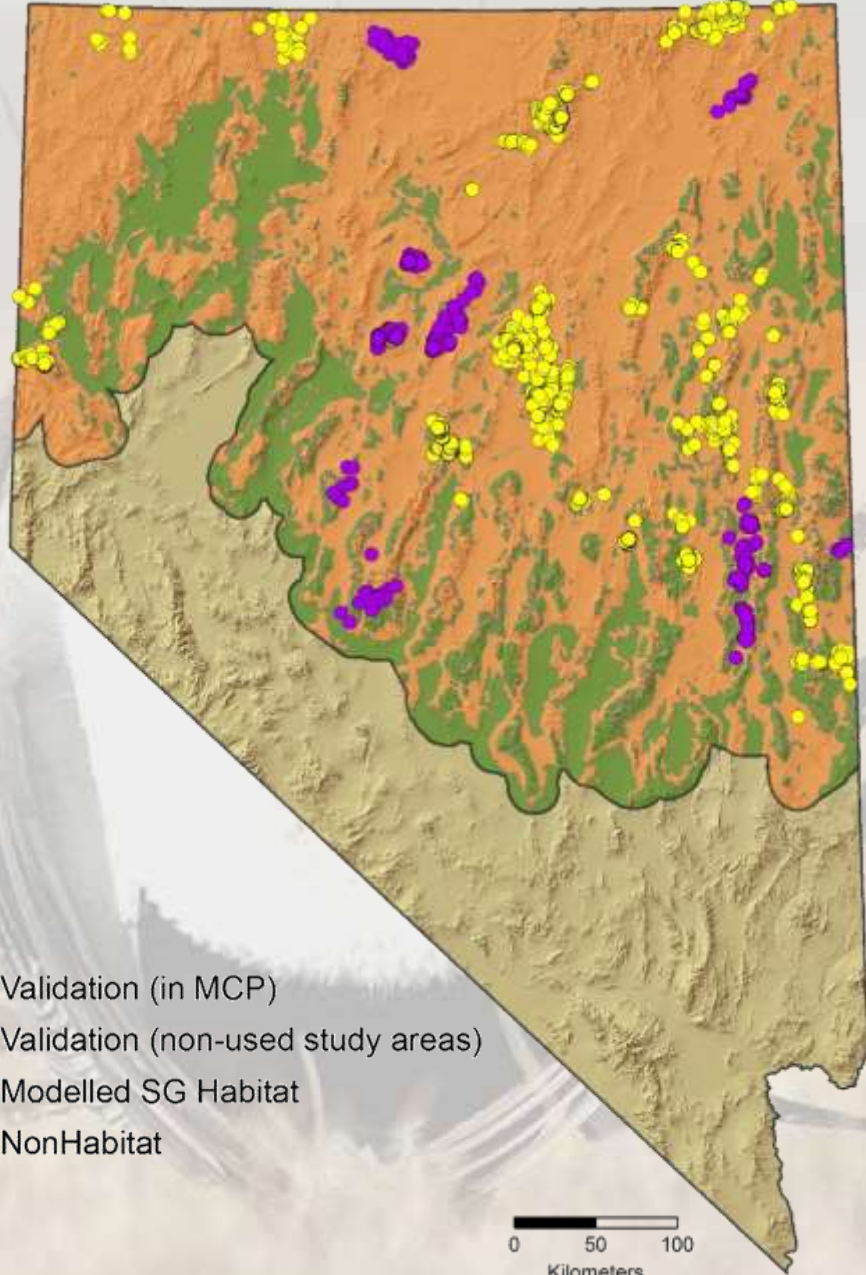 Validation (in MCP)
Validation (non-used study areas)
Modelled SG Habitat
NonHabitat
0 50 100
Kilometers